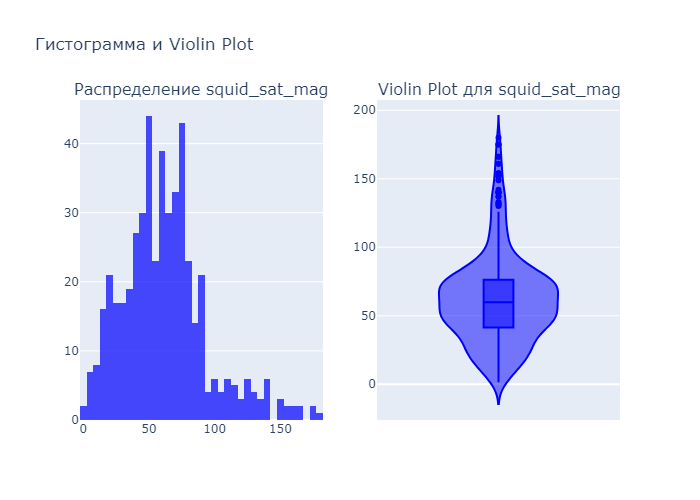 Гистограмма и Violin Plot
Распределение squid_sat_mag
Violin Plot для squid_sat_mag
40
30
20
10
0
0 50 100 150
200
150
100
50
0